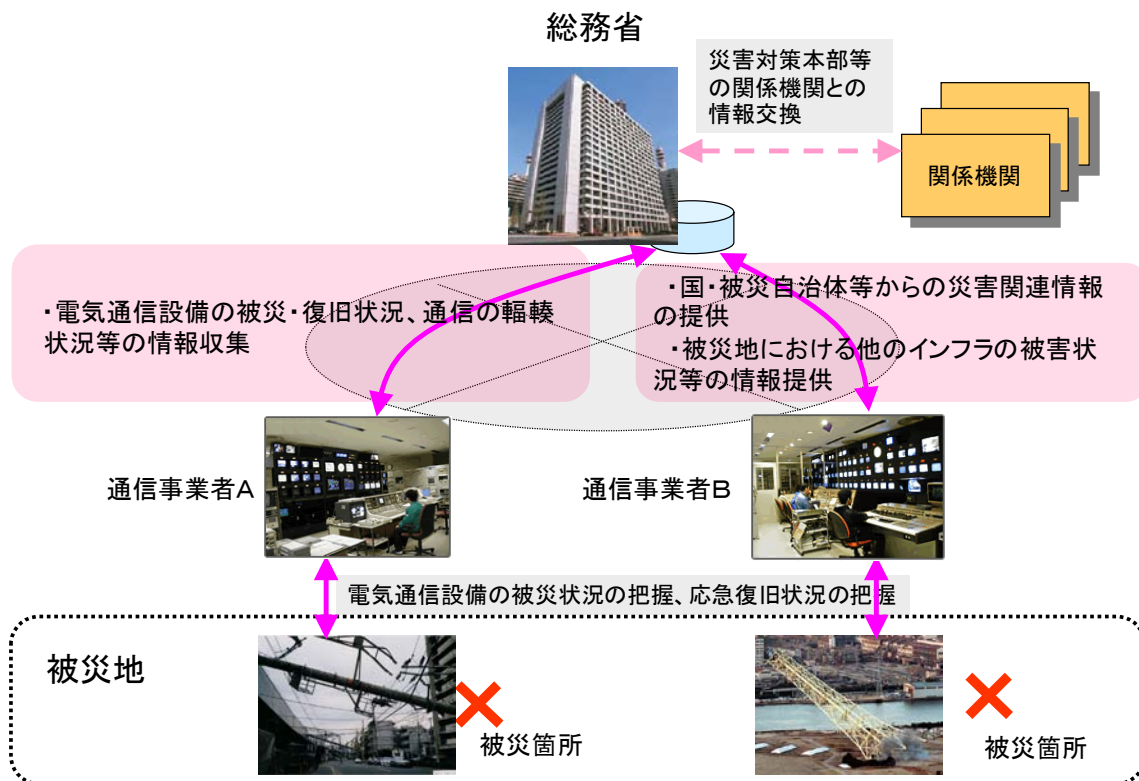 総務省
災害対策本部等
の関係機関との
情報交換
関係機関
・電気通信設備の被災・復旧状況、通信の輻輳
状況等の情報収集
・国・被災自治体等からの災害関連情報
の提供
・被災地における他のインフラの被害状
況等の情報提供
通信事業者A
通信事業者B
電気通信設備の被災状況の把握、応急復旧状況の把握
被災地
被災箇所
被災箇所